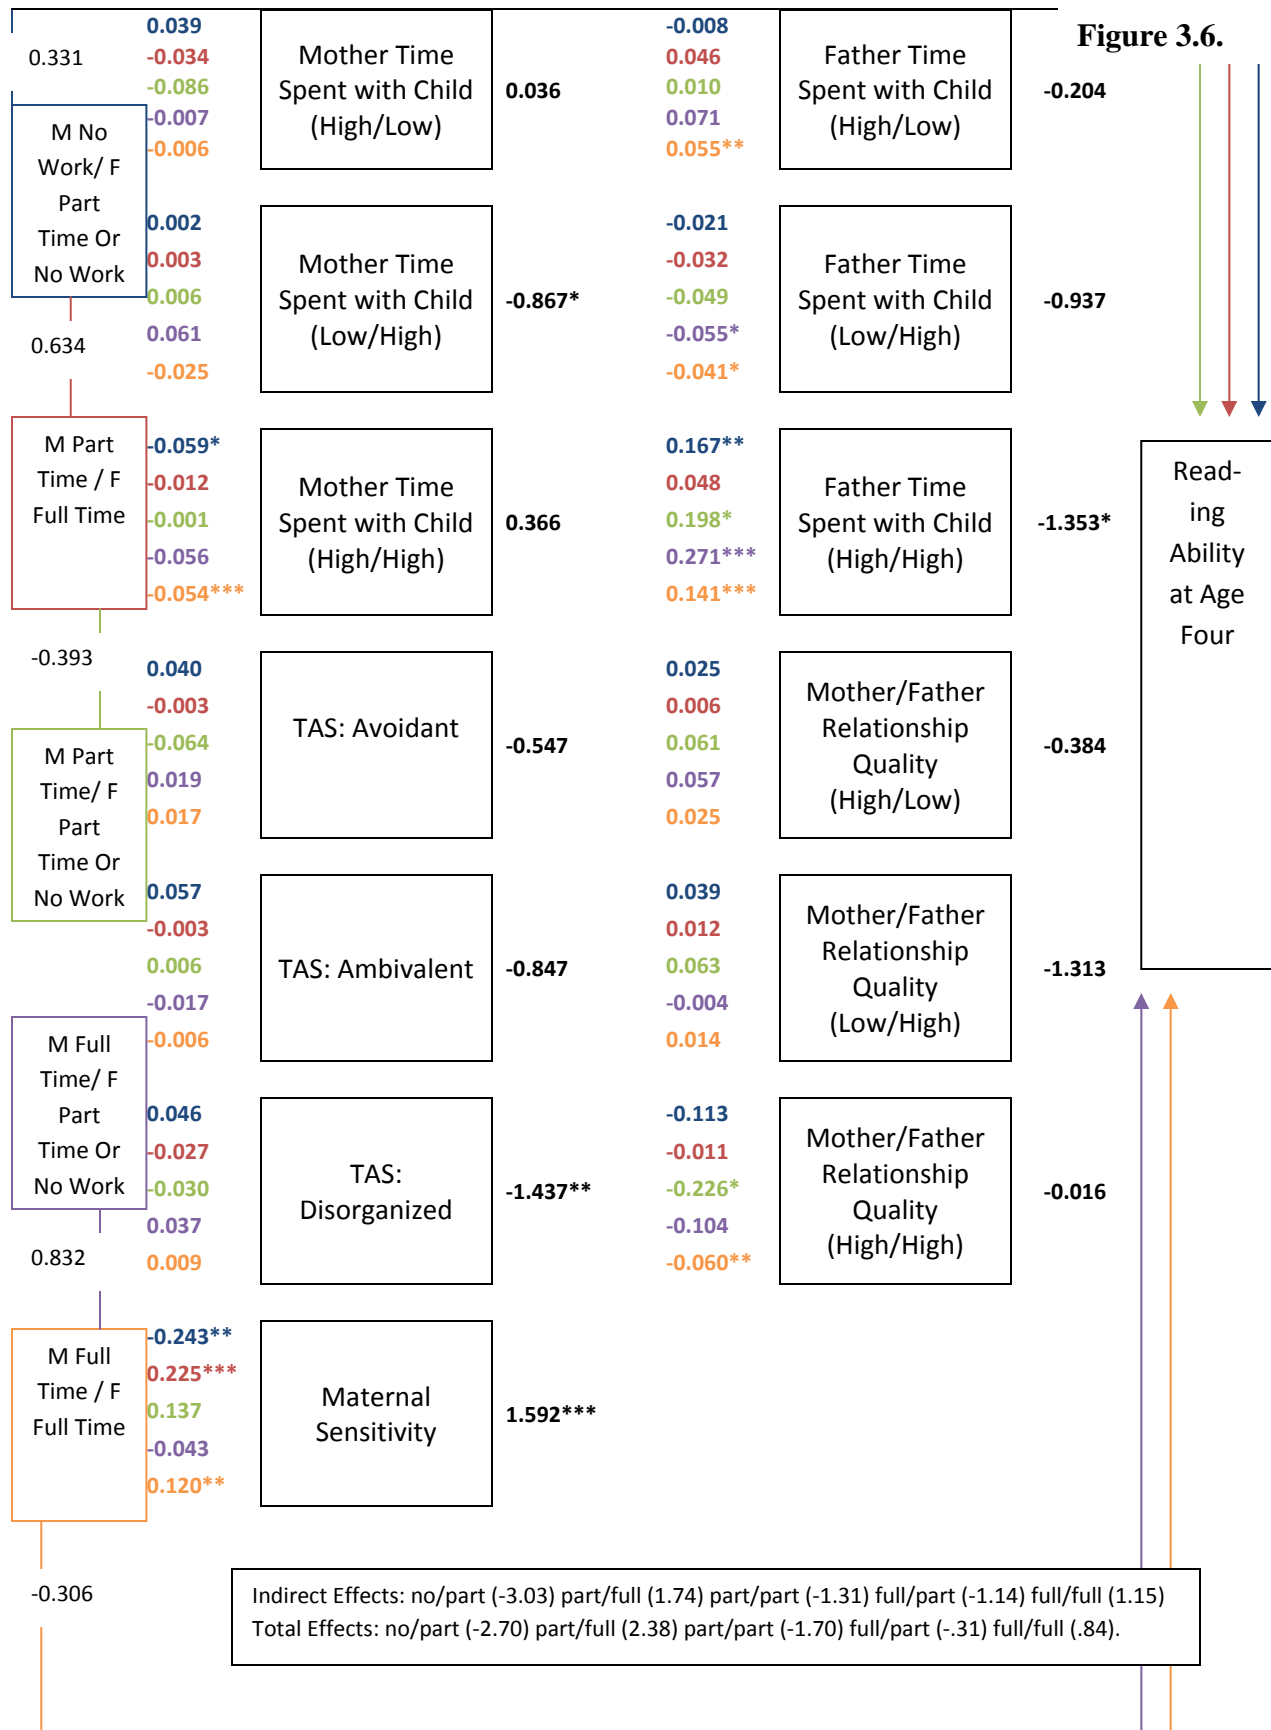 Figure 3.6.
0.331
M No
Work/ F
Part
Time Or
No Work
0.634
M Part
Time / F
Full Time
-0.393
M Part
Time/ F
Part
Time Or
No Work
M Full
Time/ F
Part
Time Or
No Work
0.832
M Full
Time / F
Full Time
-0.306
0.039
-0.034
-0.086
-0.007
-0.006
Mother Time
Spent with Child
(High/Low)
0.036
-0.008
0.046
0.010
0.071
0.055**
Father Time
Spent with Child
(High/Low)
-0.204
0.002
0.003
0.006
0.061
-0.025
Mother Time
Spent with Child
(Low/High)
-0.867*
-0.021
-0.032
-0.049
-0.055*
-0.041*
Father Time
Spent with Child
(Low/High)
-0.937
-0.059*
-0.012
-0.001
-0.056
-0.054***
Mother Time
Spent with Child
(High/High)
0.366
0.167**
0.048
0.198*
0.271***
0.141***
Father Time
Spent with Child
(High/High)
-1.353*
0.040
-0.003
-0.064
0.019
0.017
TAS: Avoidant
-0.547
0.025
0.006
0.061
0.057
0.025
Mother/Father
Relationship
Quality
(High/Low)
-0.384
0.057
-0.003
0.006
-0.017
-0.006
TAS: Ambivalent
-0.847
0.039
0.012
0.063
-0.004
0.014
Mother/Father
Relationship
Quality
(Low/High)
-1.313
0.046
-0.027
-0.030
0.037
0.009
TAS:
Disorganized
-1.437**
-0.113
-0.011
-0.226*
-0.104
-0.060**
Mother/Father
Relationship
Quality
(High/High)
-0.016
-0.243**
0.225***
0.137
-0.043
0.120**
Maternal
Sensitivity
1.592***
Read-
ing
Ability
at Age
Four
Indirect Effects: no/part (-3.03) part/full (1.74) part/part (-1.31) full/part (-1.14) full/full (1.15)
Total Effects: no/part (-2.70) part/full (2.38) part/part (-1.70) full/part (-.31) full/full (.84).